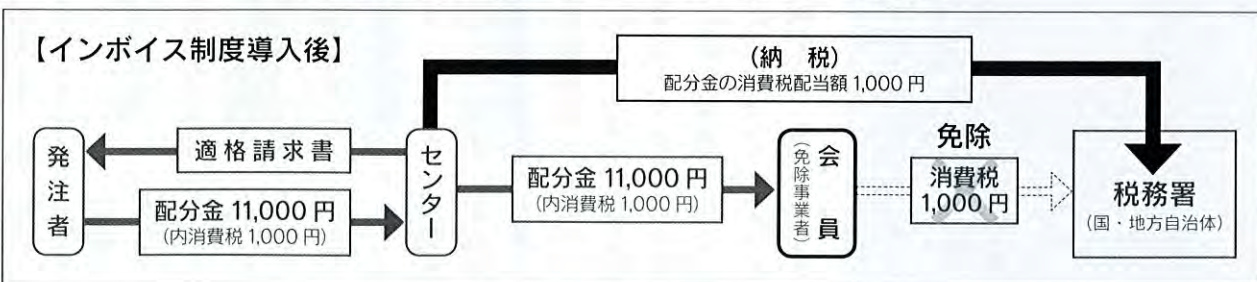 【インボイス制度導入後】
(納 税)
配分金の消費税配当額 1,000 円
発注者
適格請求書
配分金 11,000 円
(内消費税 1,000 円)
センター
配分金 11,000 円
(内消費税 1,000 円)
会員
(免除事業者)
免除
消費税
1,000 円
税務署
(国・地方自治体)